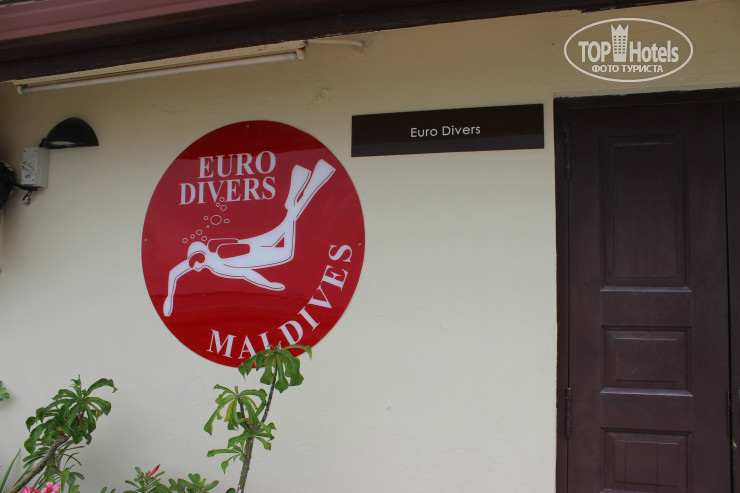 TOP Hotels
ФОТО ТУРИСТА
Euro Divers
EURO
DIVERS
MALDIVES